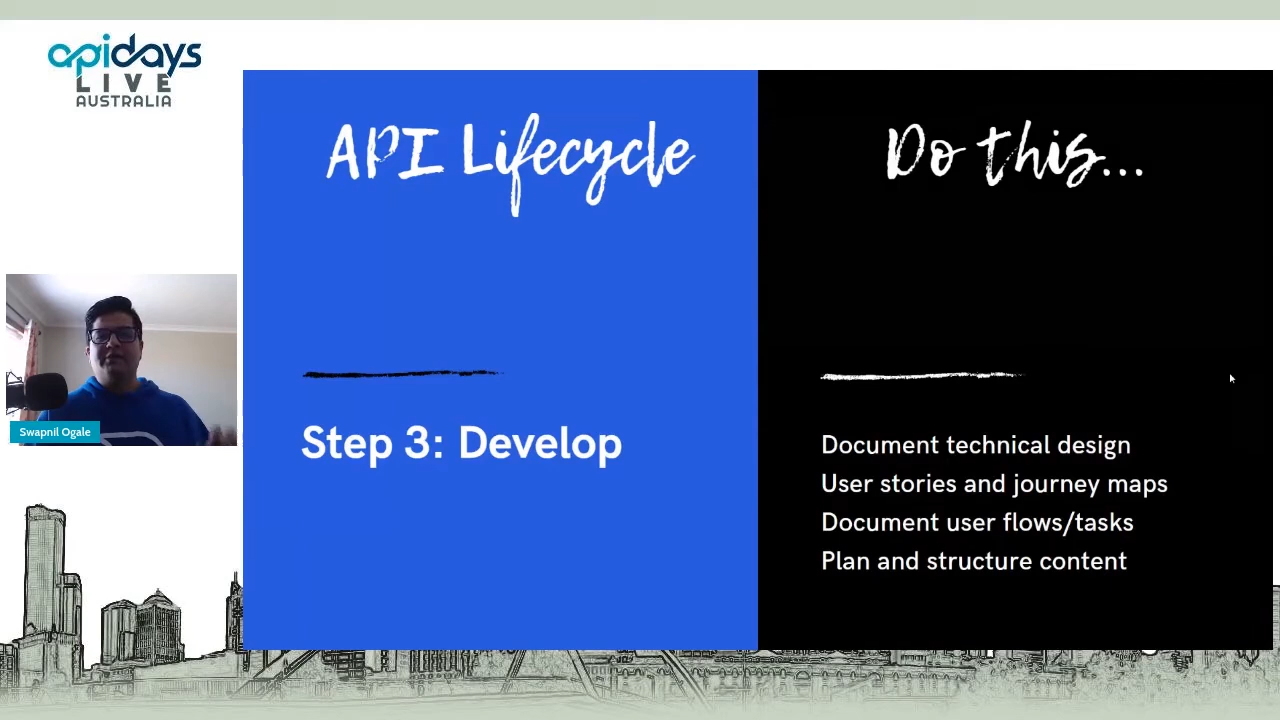 apidays
LIVE
AUSTRALIA
API Lifecycle
Do this...
Step 3: Develop
Document technical design
User stories and journey maps
Document user flows/tasks
Plan and structure content
Swapnil Ogale